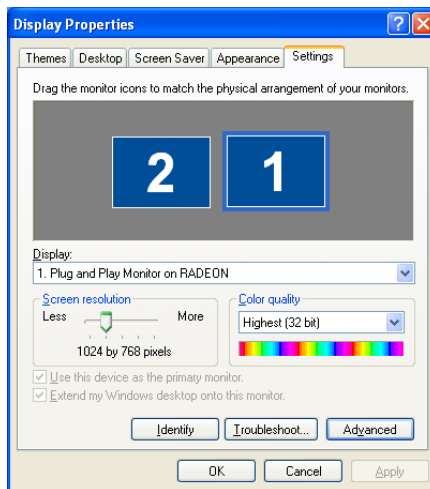 Display Properties
Themes Desktop Screen Saver Appearance Settings
Drag the monitor icons to match the physical arrangement of your monitors.
2 1
Display:
1. Plug and Play Monitor on RADEON
Screen resolution Color quality
Less More Highest (32 bit)
1024 by 768 pixels
Use this device as the primary monitor.
Extend my Windows desktop onto this monitor.
Identify Troubleshoot... Advanced
OK Cancel Apply